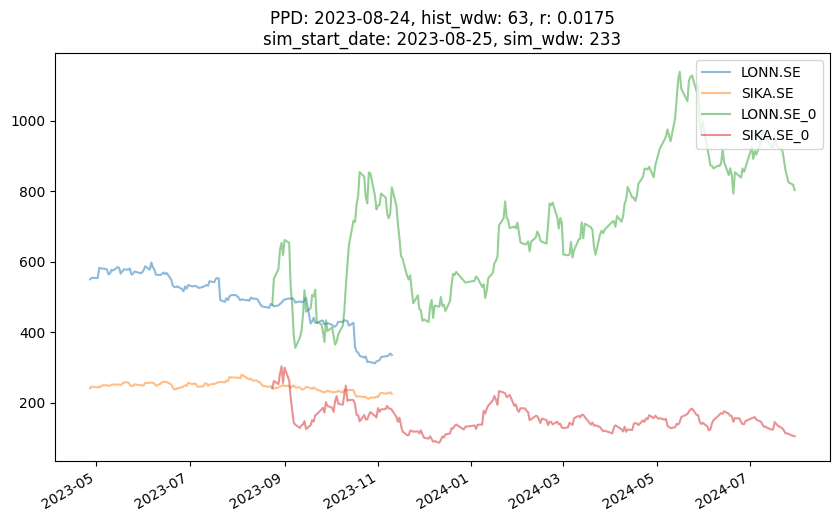 PPD: 2023-08-24, hist_wdw: 63, r: 0.0175
sim_start_date: 2023-08-25, sim_wdw: 233
LONN.SE
SIKA.SE
LONN.SE_0
SIKA.SE_0
1000
800
600
400
200
2023-05
2023-07
2023-09
2023-11
2024-01
2024-03
2024-05
2024-07